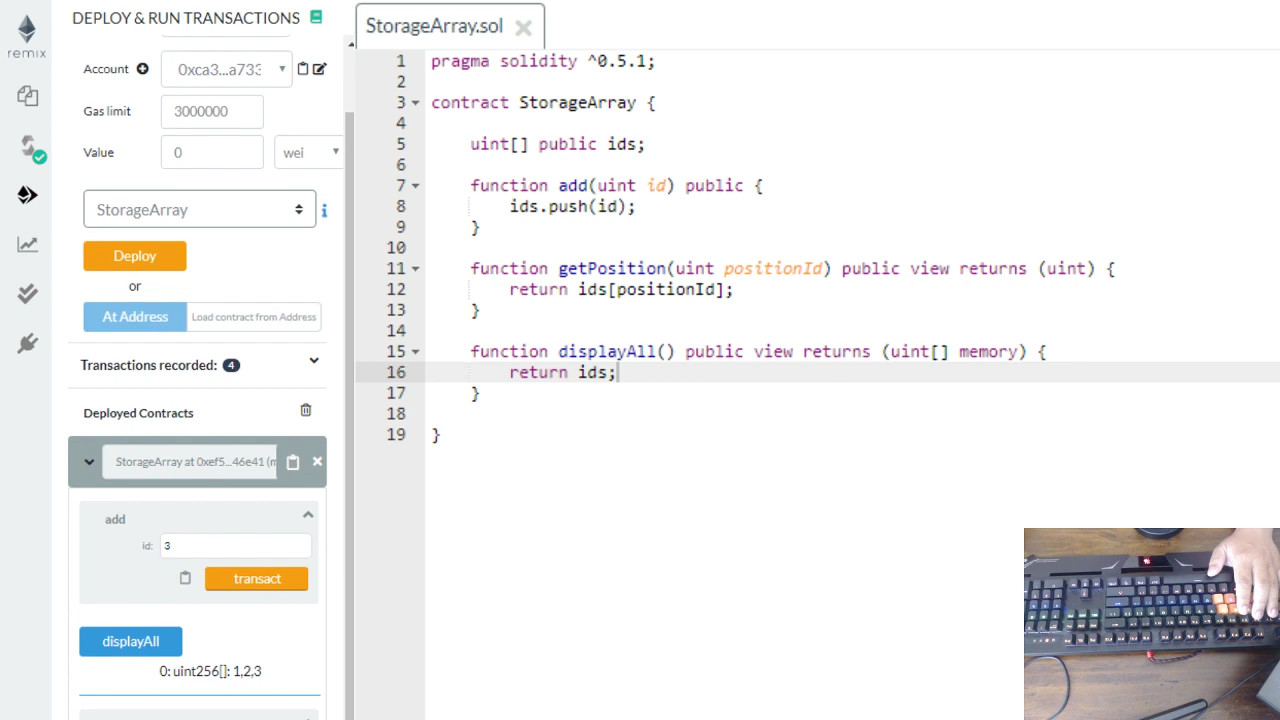 DEPLOY & RUN TRANSACTIONS
remix
Account
0xca3...a733
Gas limit
3000000
Value
0
wei
StorageArray
Deploy
or
At Address
Load contract from Address
Transactions recorded: 4
Deployed Contracts
StorageArray at 0xef5...46e41 (m
add
id:
3
transact
displayAll
0: uint256[]: 1,2,3
StorageArray.sol
1 pragma solidity ^0.5.1;
2
3 contract StorageArray {
4
5 uint[] public ids;
6
7 function add(uint id) public {
8 ids.push(id);
9 }
10
11 function getPosition(uint positionId) public view returns (uint) {
12 return ids[positionId];
13 }
14
15 function displayAll() public view returns (uint[] memory) {
16 return ids;
17 }
18
19 }